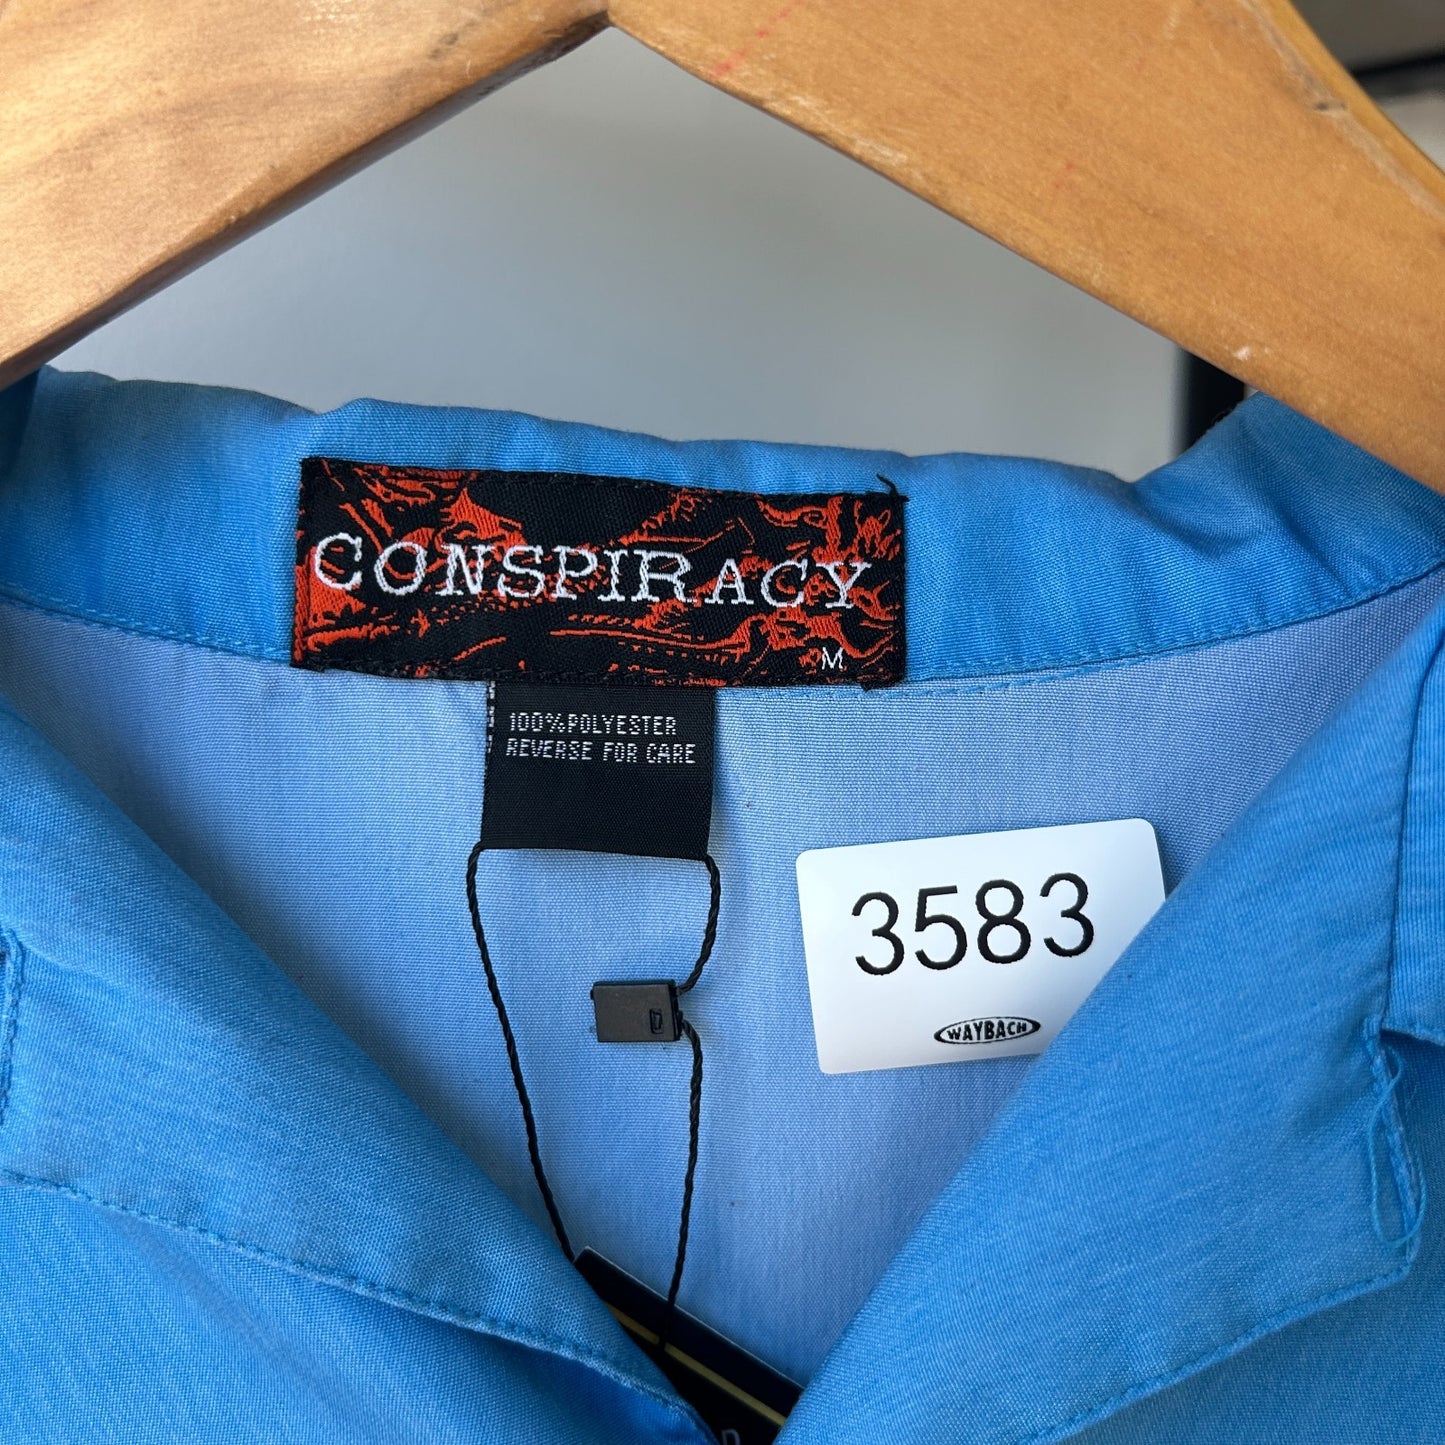 CONSPIRACY
M
100%POLYESTER
REVERSE FOR CARE
3583
WAYBACH